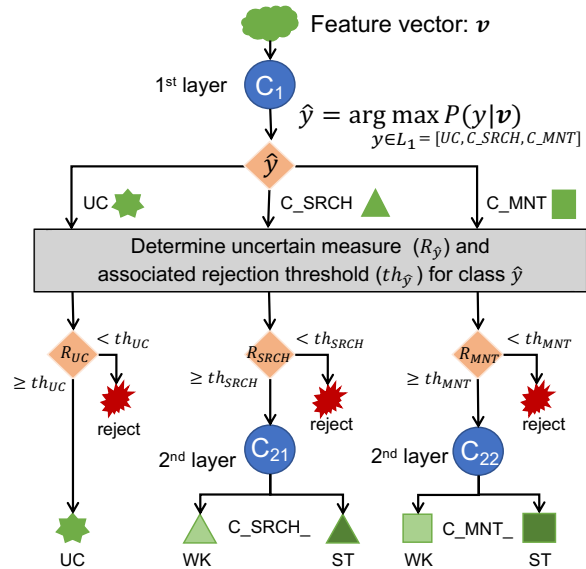 Feature vector: v
C1
1st layer
ŷ = arg max P(y|v)
y∈L1=[UC,C_SRCH,C_MNT]
ŷ
UC
C_SRCH
C_MNT
Determine uncertain measure (Rŷ) and
associated rejection threshold (thŷ) for class ŷ
RUC
< thUC
≥ thUC
reject
RSRCH
< thSRCH
≥ thSRCH
reject
RMNT
< thMNT
≥ thMNT
reject
2nd layer
C21
2nd layer
C22
C_SRCH_
C_MNT_
UC
WK
ST
WK
ST